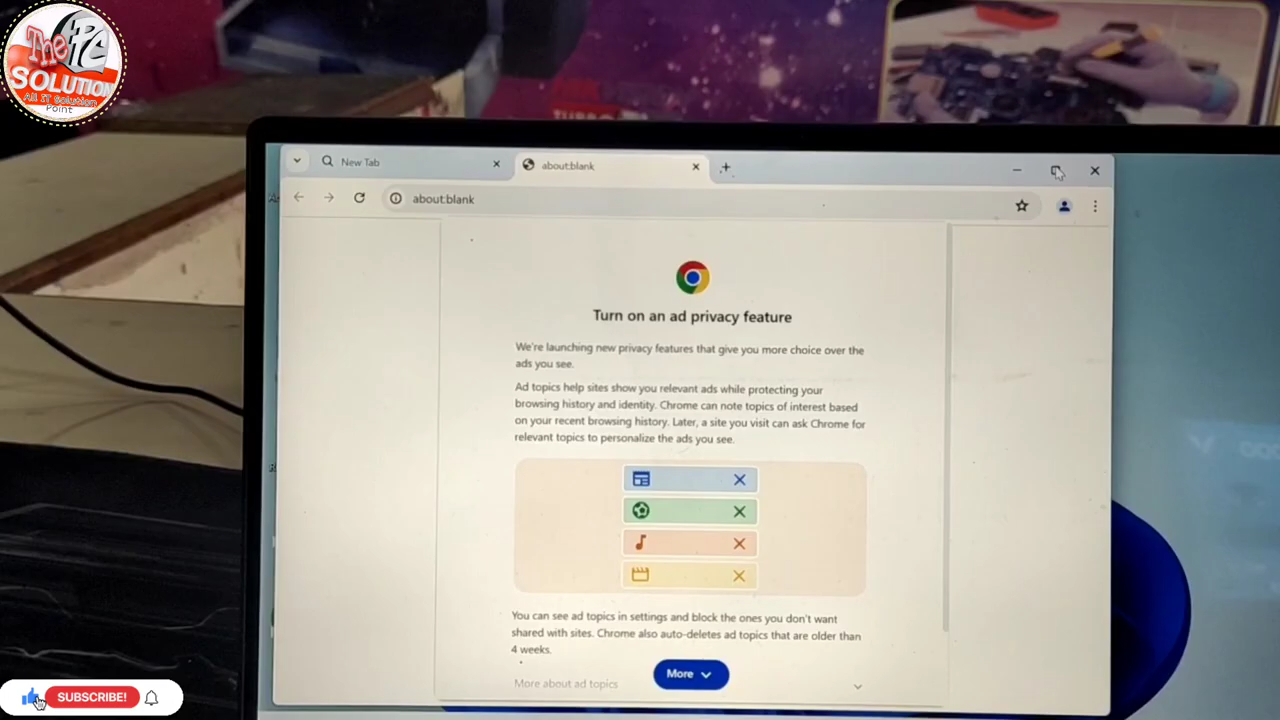 The PC
SOLUTION
All IT Solution
Point
New Tab
about:blank
about:blank
Turn on an ad privacy feature
We're launching new privacy features that give you more choice over the
ads you see.
Ad topics help sites show you relevant ads while protecting your
browsing history and identity. Chrome can note topics of interest based
on your recent browsing history. Later, a site you visit can ask Chrome for
relevant topics to personalize the ads you see.
You can see ad topics in settings and block the ones you don't want
shared with sites. Chrome also auto-deletes ad topics that are older than
4 weeks.
More
More about ad topics
SUBSCRIBE!